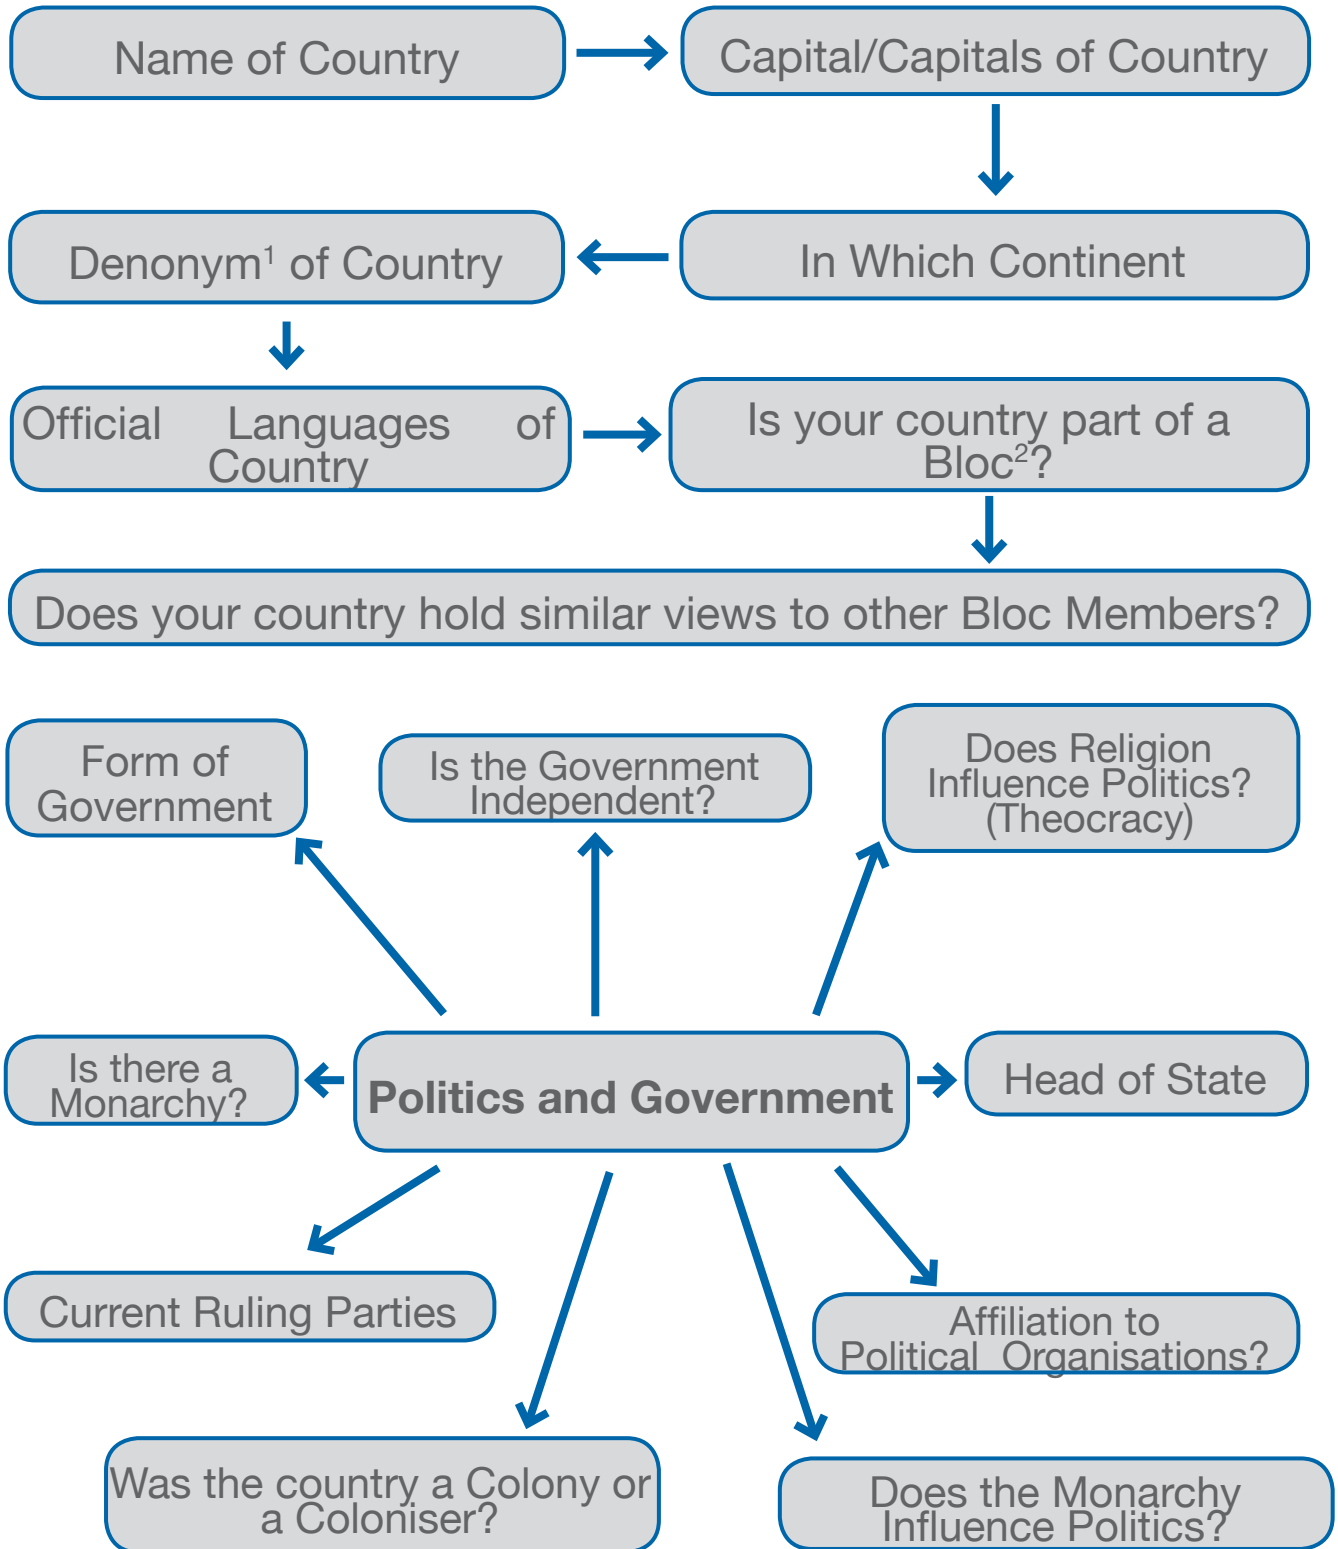 Name of Country
Capital/Capitals of Country
In Which Continent
Denonym¹ of Country
Official Languages of
Country
Is your country part of a
Bloc²?
Does your country hold similar views to other Bloc Members?
Form of
Government
Is the Government
Independent?
Does Religion
Influence Politics?
(Theocracy)
Is there a
Monarchy?
Politics and Government
Head of State
Current Ruling Parties
Affiliation to
Political Organisations?
Was the country a Colony or
a Coloniser?
Does the Monarchy
Influence Politics?